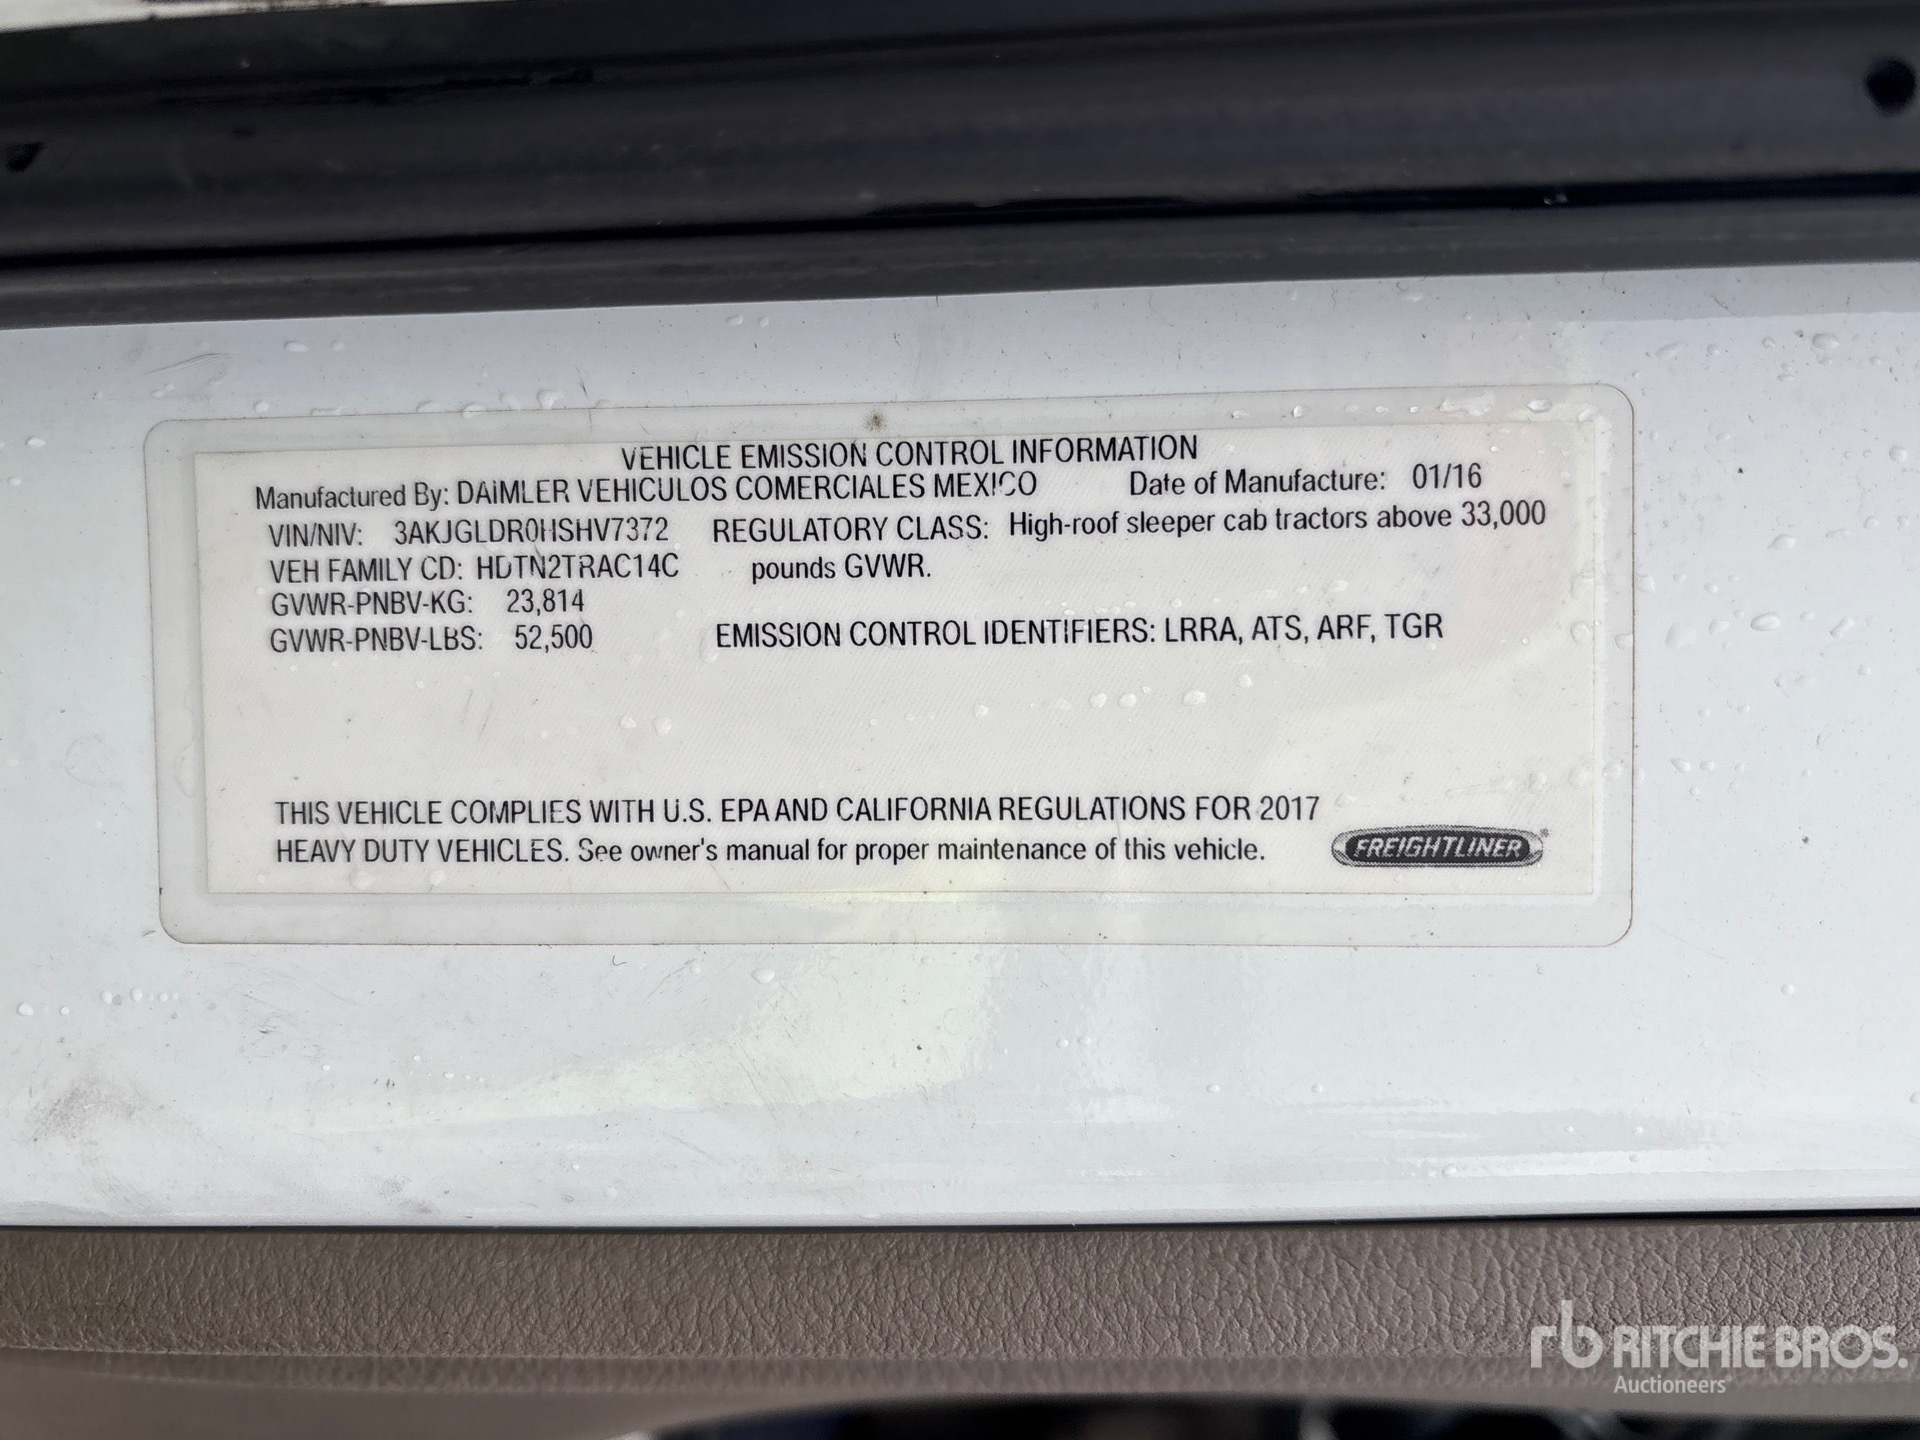 VEHICLE EMISSION CONTROL INFORMATION
Manufactured By: DAIMLER VEHICULOS COMERCIALES MEXICO Date of Manufacture: 01/16
VIN/NIV: 3AKJGLDR0HSHV7372 REGULATORY CLASS: High-roof sleeper cab tractors above 33,000
VEH FAMILY CD: HDTN2TRAC14C pounds GVWR.
GVWR-PNBV-KG: 23,814
GVWR-PNBV-LBS: 52,500 EMISSION CONTROL IDENTIFIERS: LRRA, ATS, ARF, TGR
THIS VEHICLE COMPLIES WITH U.S. EPA AND CALIFORNIA REGULATIONS FOR 2017
HEAVY DUTY VEHICLES. See owner's manual for proper maintenance of this vehicle.
FREIGHTLINER®
rb RITCHIE BROS.
Auctioneers